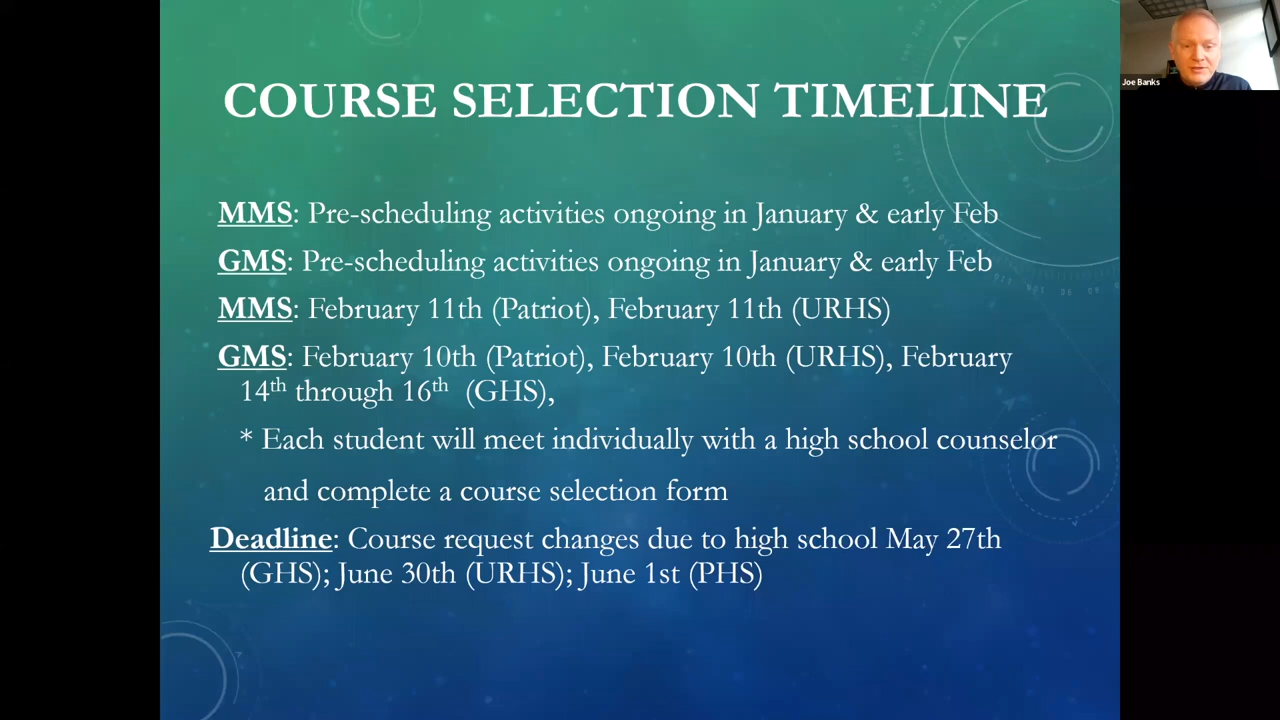 COURSE SELECTION TIMELINE
Joe Banks
MMS: Pre-scheduling activities ongoing in January & early Feb
GMS: Pre-scheduling activities ongoing in January & early Feb
MMS: February 11th (Patriot), February 11th (URHS)
GMS: February 10th (Patriot), February 10th (URHS), February
14th through 16th (GHS),
* Each student will meet individually with a high school counselor
and complete a course selection form
Deadline: Course request changes due to high school May 27th
(GHS); June 30th (URHS); June 1st (PHS)